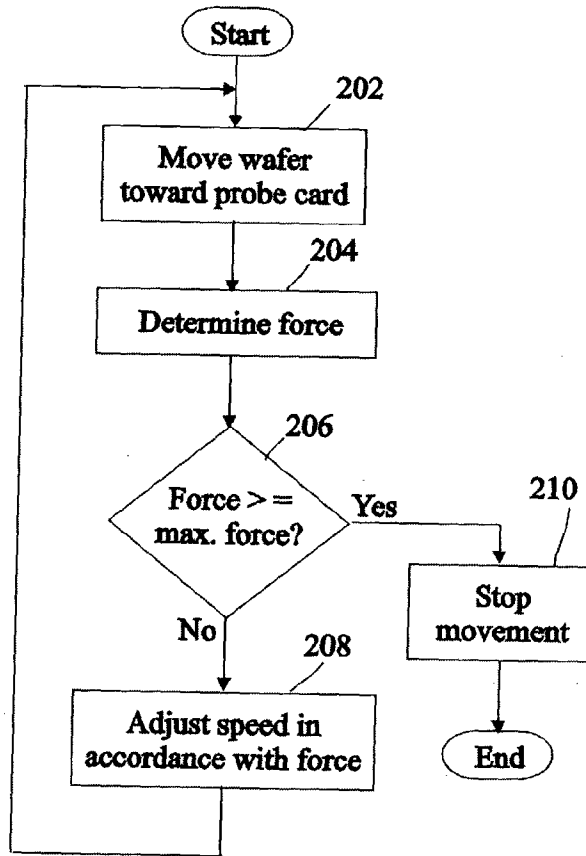 Start
202
Move wafer
toward probe card
204
Determine force
206
Force > =
max. force?
Yes
210
Stop
movement
No
208
Adjust speed in
accordance with force
End